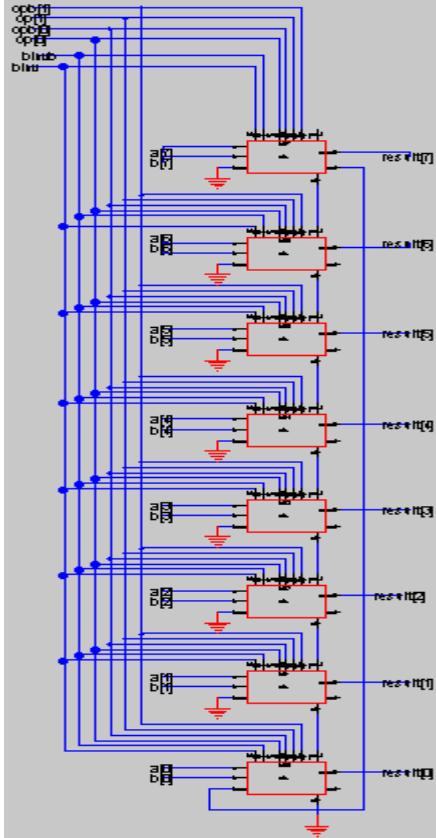 opb[1]
op[1]
opb[0]
op[0]
binvb
binv
a[7]
b[7]
result[7]
a[6]
b[6]
result[6]
a[5]
b[5]
result[5]
a[4]
b[4]
result[4]
a[3]
b[3]
result[3]
a[2]
b[2]
result[2]
a[1]
b[1]
result[1]
a[0]
b[0]
result[0]